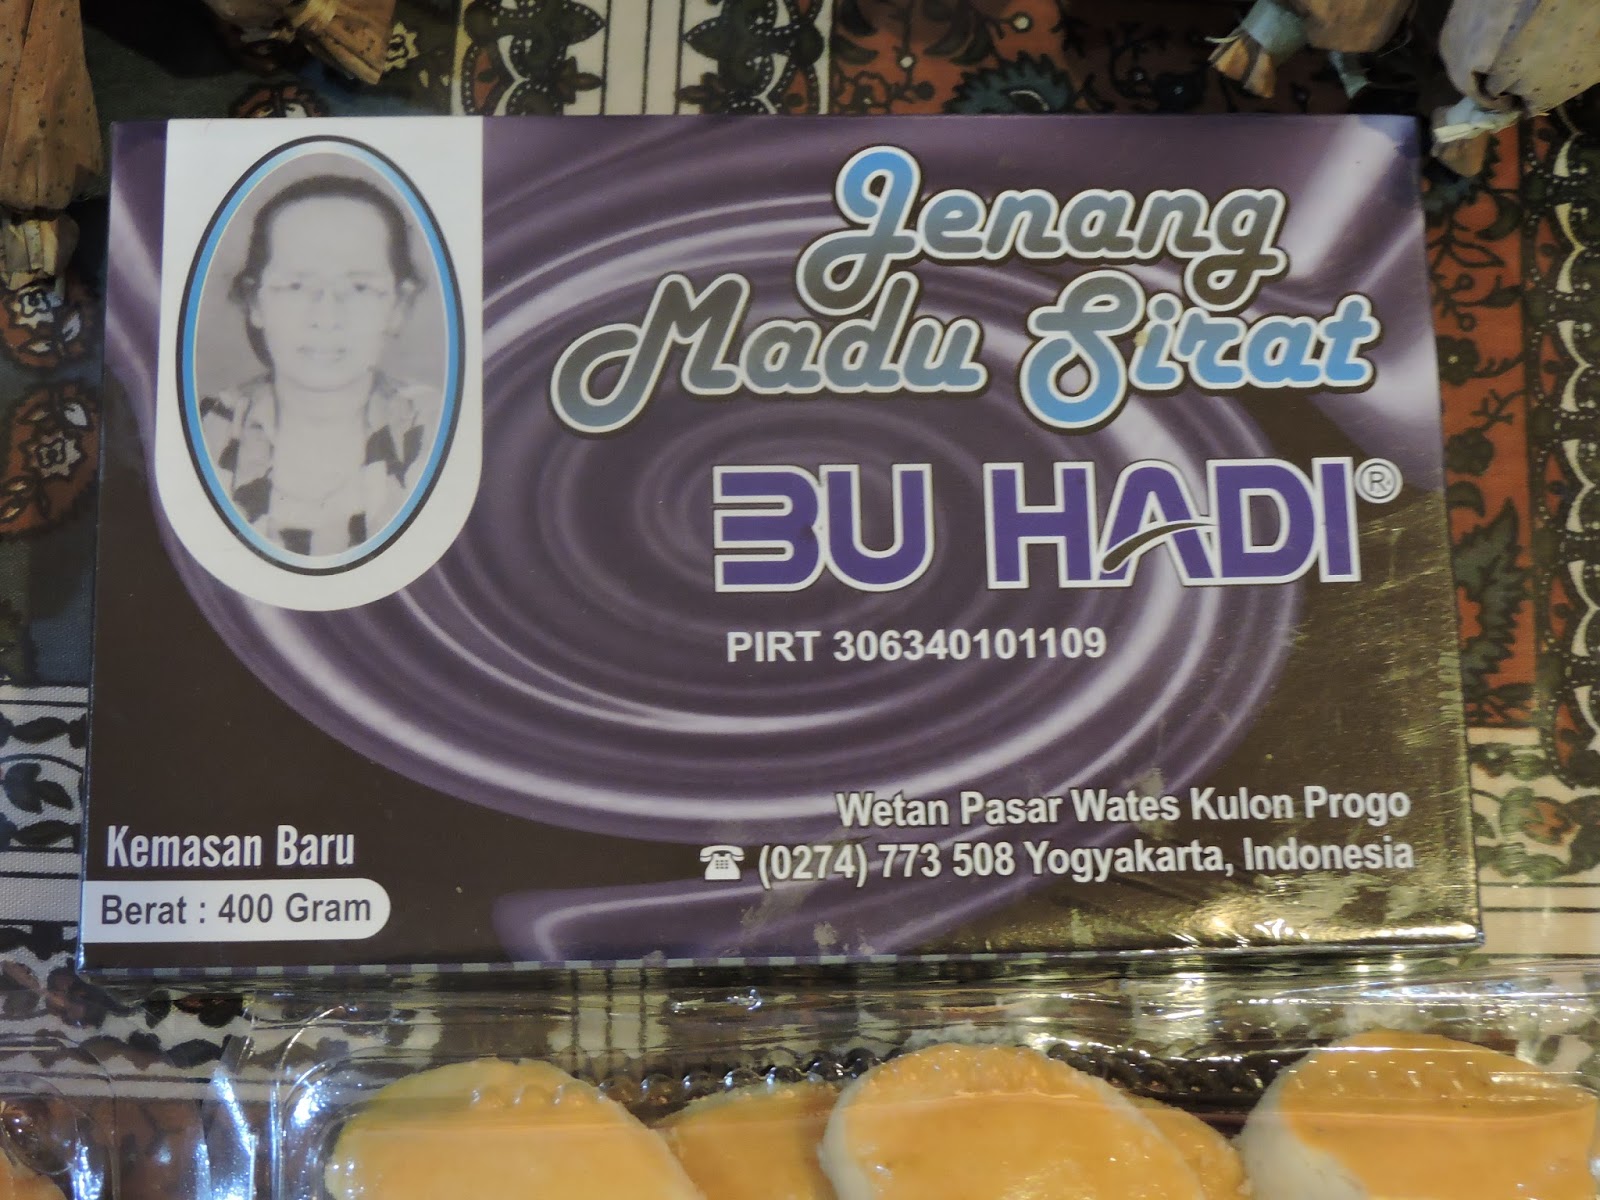 Jenang
Madu Sirat
BU HADI®
PIRT 306340101109
Wetan Pasar Wates Kulon Progo
(0274) 773 508 Yogyakarta, Indonesia
Kemasan Baru
Berat : 400 Gram